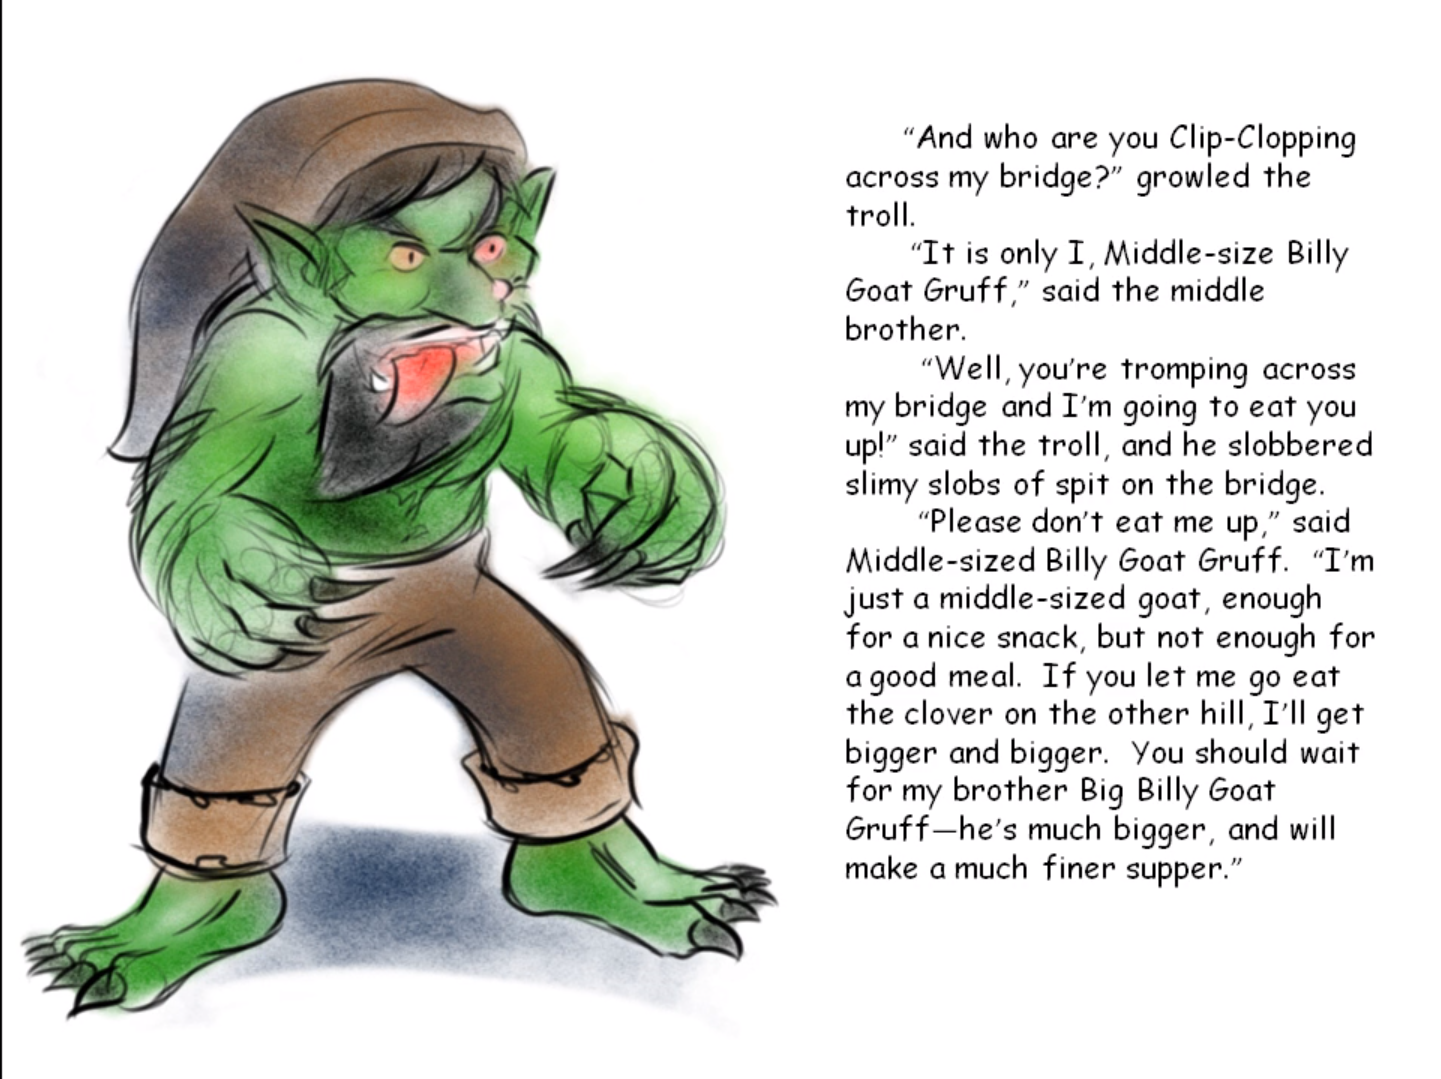 “And who are you Clip-Clopping
across my bridge?” growled the
troll.
“It is only I, Middle-size Billy
Goat Gruff,” said the middle
brother.
“Well, you’re tromping across
my bridge and I’m going to eat you
up!” said the troll, and he slobbered
slimy slobs of spit on the bridge.
“Please don’t eat me up,” said
Middle-sized Billy Goat Gruff.  “I’m
just a middle-sized goat, enough
for a nice snack, but not enough for
a good meal.  If you let me go eat
the clover on the other hill, I’ll get
bigger and bigger.  You should wait
for my brother Big Billy Goat
Gruff—he’s much bigger, and will
make a much finer supper.”